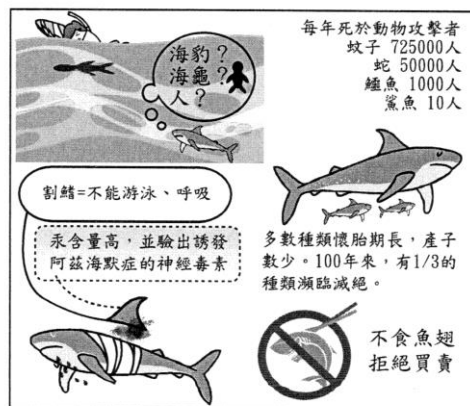 海豹？
海龜？
人？
每年死於動物攻擊者
蚊子 725000人
蛇 50000人
鱷魚 1000人
鯊魚 10人
割鰭=不能游泳、呼吸
汞含量高，並驗出誘發
阿茲海默症的神經毒素
多數種類懷胎期長，產子
數少。100年來，有1/3的
種類瀕臨滅絕。
不食魚翅
拒絕買賣